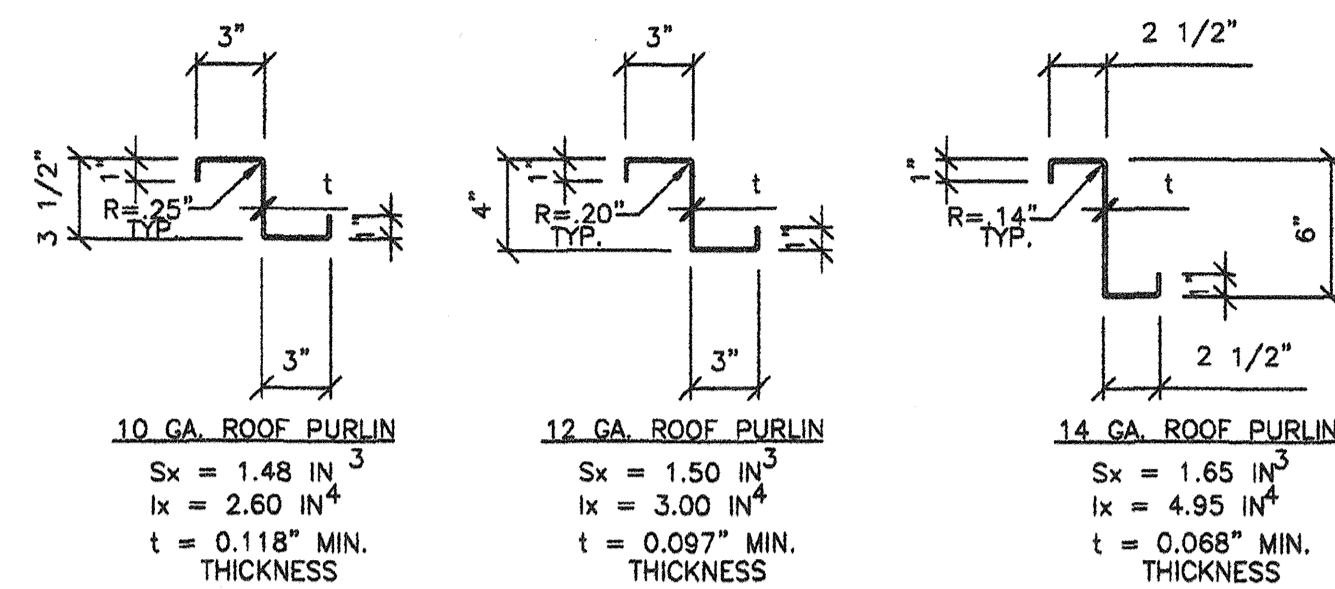 3"
3 1/2"
1"
R=.25"
TYP.
t
1"
3"
10 GA. ROOF PURLIN
Sx = 1.48 IN 3
Ix = 2.60 IN4
t = 0.118" MIN.
THICKNESS
3"
4"
1"
R=.20"
TYP.
t
1"
3"
12 GA. ROOF PURLIN
Sx = 1.50 IN3
Ix = 3.00 IN4
t = 0.097" MIN.
THICKNESS
2 1/2"
1"
R=.14"
TYP.
t
6"
1"
2 1/2"
14 GA. ROOF PURLIN
Sx = 1.65 IN3
Ix = 4.95 IN4
t = 0.068" MIN.
THICKNESS